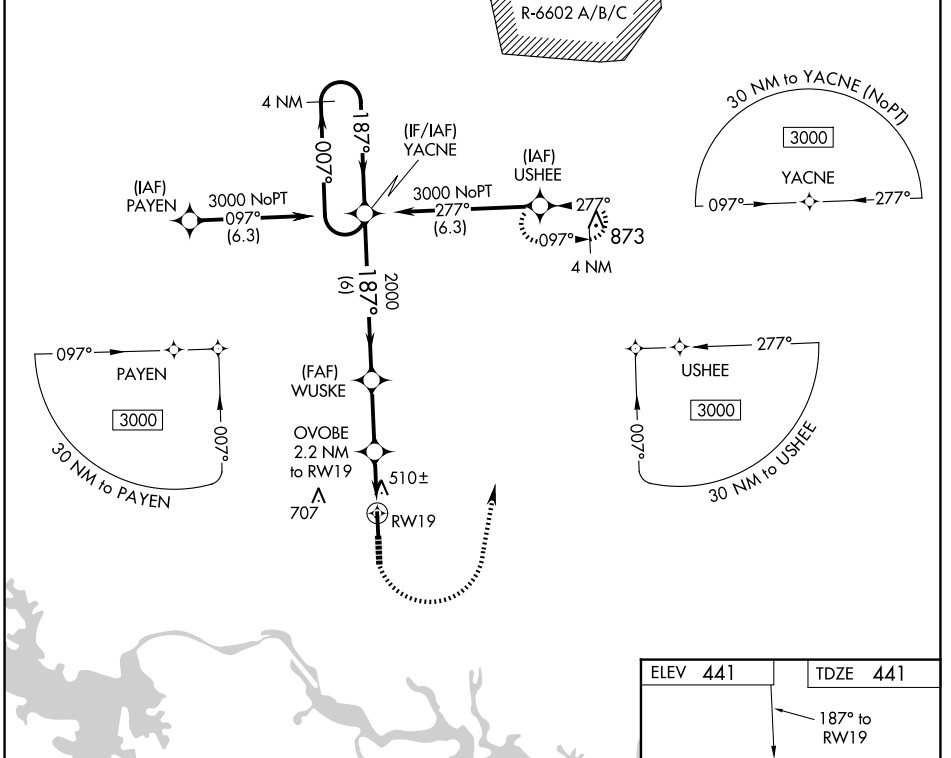 R-6602 A/B/C
4 NM
187°
007°
(IF/IAF)
YACNE
(IAF)
PAYEN
3000 NoPT
097°
(6.3)
3000 NoPT
277°
(6.3)
(IAF)
USHEE
277°
097°
873
4 NM
30 NM to YACNE (NoPT)
3000
YACNE
097°
277°
2000
187°
(6)
097°
PAYEN
3000
007°
30 NM to PAYEN
(FAF)
WUSKE
OVOBE
2.2 NM
to RW19
510±
707
RW19
277°
USHEE
3000
007°
30 NM to USHEE
ELEV 441
TDZE 441
187° to
RW19